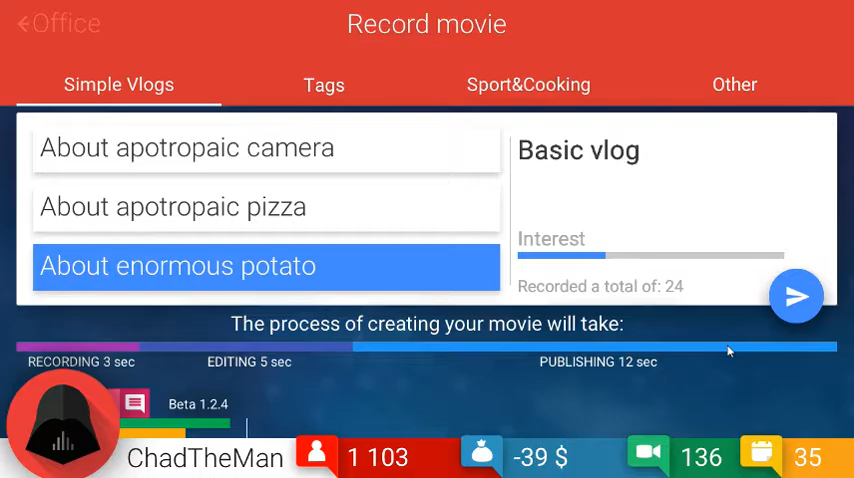 Office
Record movie
Simple Vlogs
Tags
Sport&Cooking
Other
About apotropaic camera
About apotropaic pizza
About enormous potato
Basic vlog
Interest
Recorded a total of: 24
The process of creating your movie will take:
RECORDING 3 sec
EDITING 5 sec
PUBLISHING 12 sec
Beta 1.2.4
ChadTheMan
1 103
-39 $
136
35